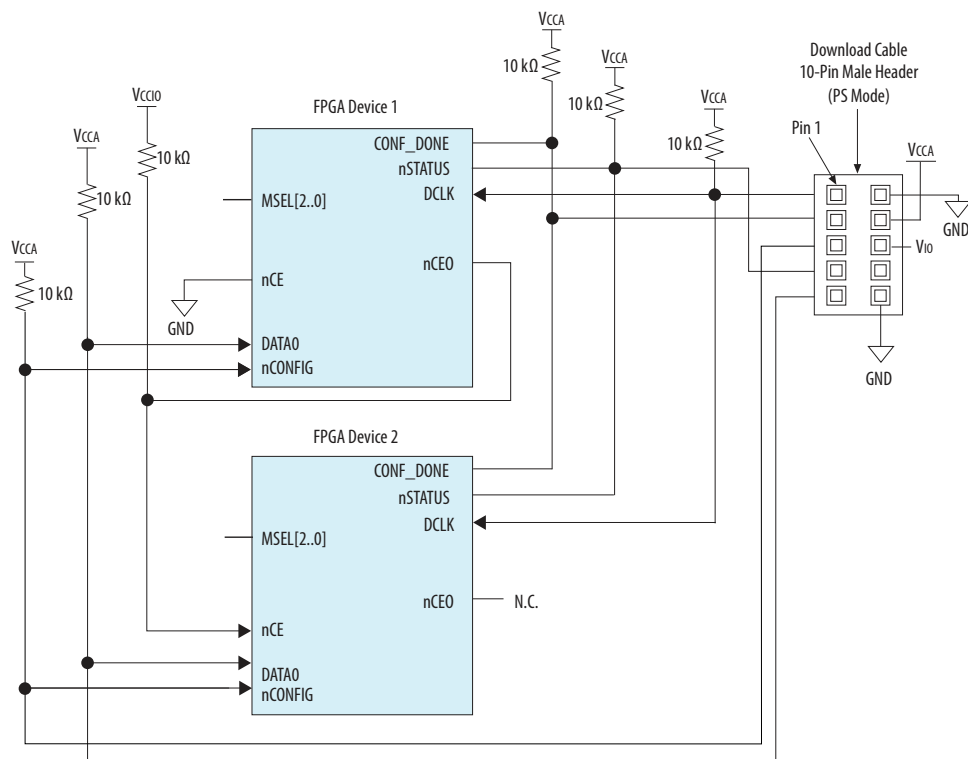 VCCA
10 kΩ
VCCA
10 kΩ
VCCA
10 kΩ
VCCIO
10 kΩ
VCCA
10 kΩ
VCCA
10 kΩ
Download Cable
10-Pin Male Header
(PS Mode)
Pin 1
VCCA
GND
VIO
GND
FPGA Device 1
CONF_DONE
nSTATUS
DCLK
MSEL[2..0]
nCEO
nCE
GND
DATA0
nCONFIG
FPGA Device 2
CONF_DONE
nSTATUS
DCLK
MSEL[2..0]
nCEO
N.C.
nCE
DATA0
nCONFIG